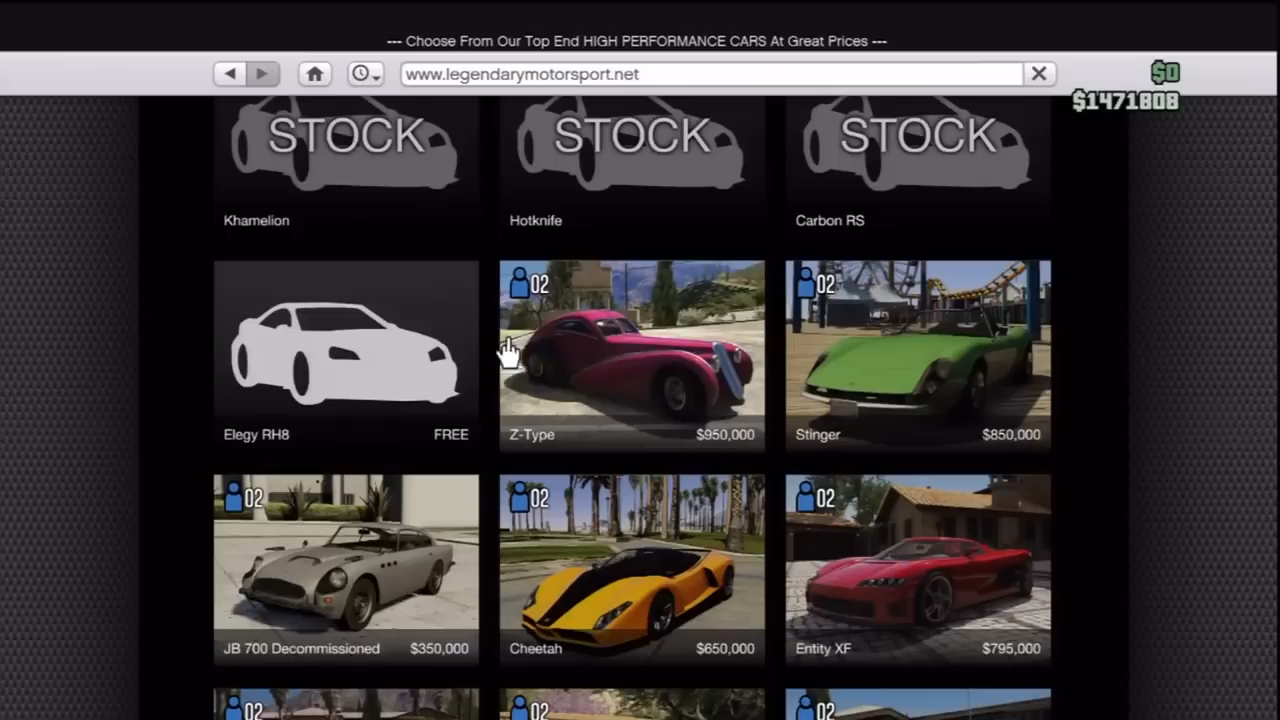 --- Choose From Our Top End HIGH PERFORMANCE CARS At Great Prices ---
www.legendarymotorsport.net
$0
$1471808
STOCK STOCK STOCK
Khamelion Hotknife Carbon RS
02 02
Elegy RH8 FREE Z-Type $950,000 Stinger $850,000
02 02 02
JB 700 Decommissioned $350,000 Cheetah $650,000 Entity XF $795,000
02 02 02